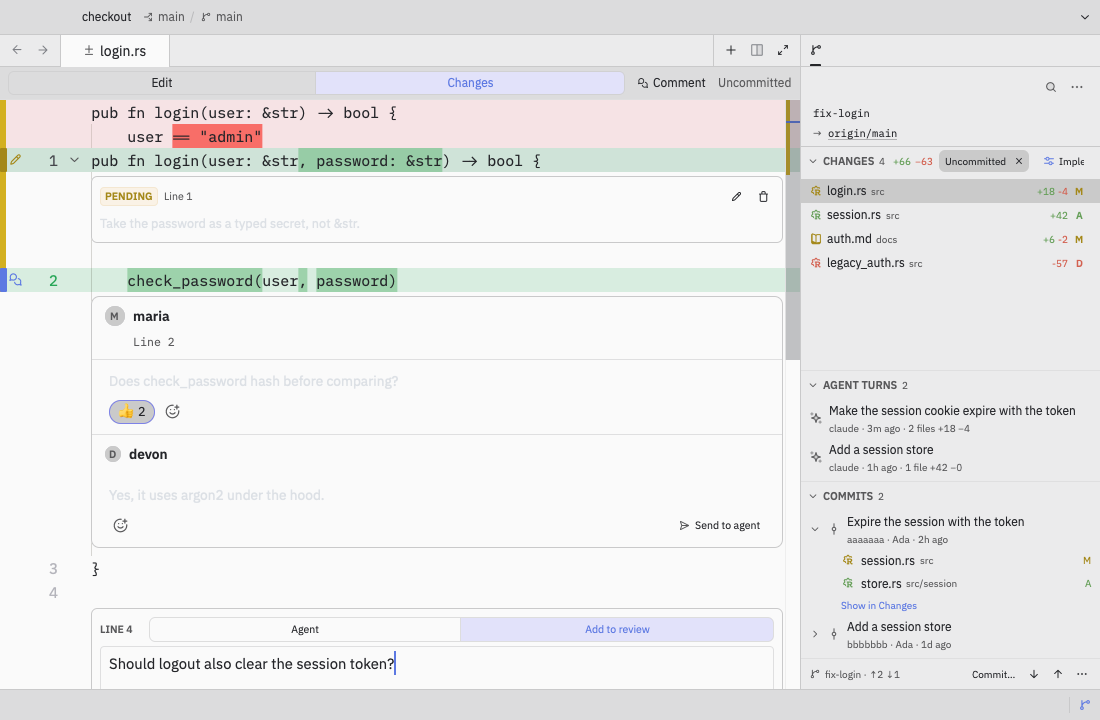 checkout main / main
login.rs
Edit Changes Comment Uncommitted
pub fn login(user: &str) -> bool {
user == "admin"
1 pub fn login(user: &str, password: &str) -> bool {
PENDING Line 1
Take the password as a typed secret, not &str.
2 check_password(user, password)
M maria
Line 2
Does check_password hash before comparing?
👍 2
D devon
Yes, it uses argon2 under the hood.
Send to agent
3 }
4
LINE 4 Agent Add to review
Should logout also clear the session token?
fix-login
→ origin/main
CHANGES 4 +66 −63 Uncommitted × Imple
login.rs src +18 -4 M
session.rs src +42 A
auth.md docs +6 -2 M
legacy_auth.rs src -57 D
AGENT TURNS 2
Make the session cookie expire with the token
claude · 3m ago · 2 files +18 −4
Add a session store
claude · 1h ago · 1 file +42 −0
COMMITS 2
Expire the session with the token
aaaaaaa · Ada · 2h ago
session.rs src M
store.rs src/session A
Show in Changes
Add a session store
bbbbbbb · Ada · 1d ago
fix-login · ↑2 ↓1 Commit...